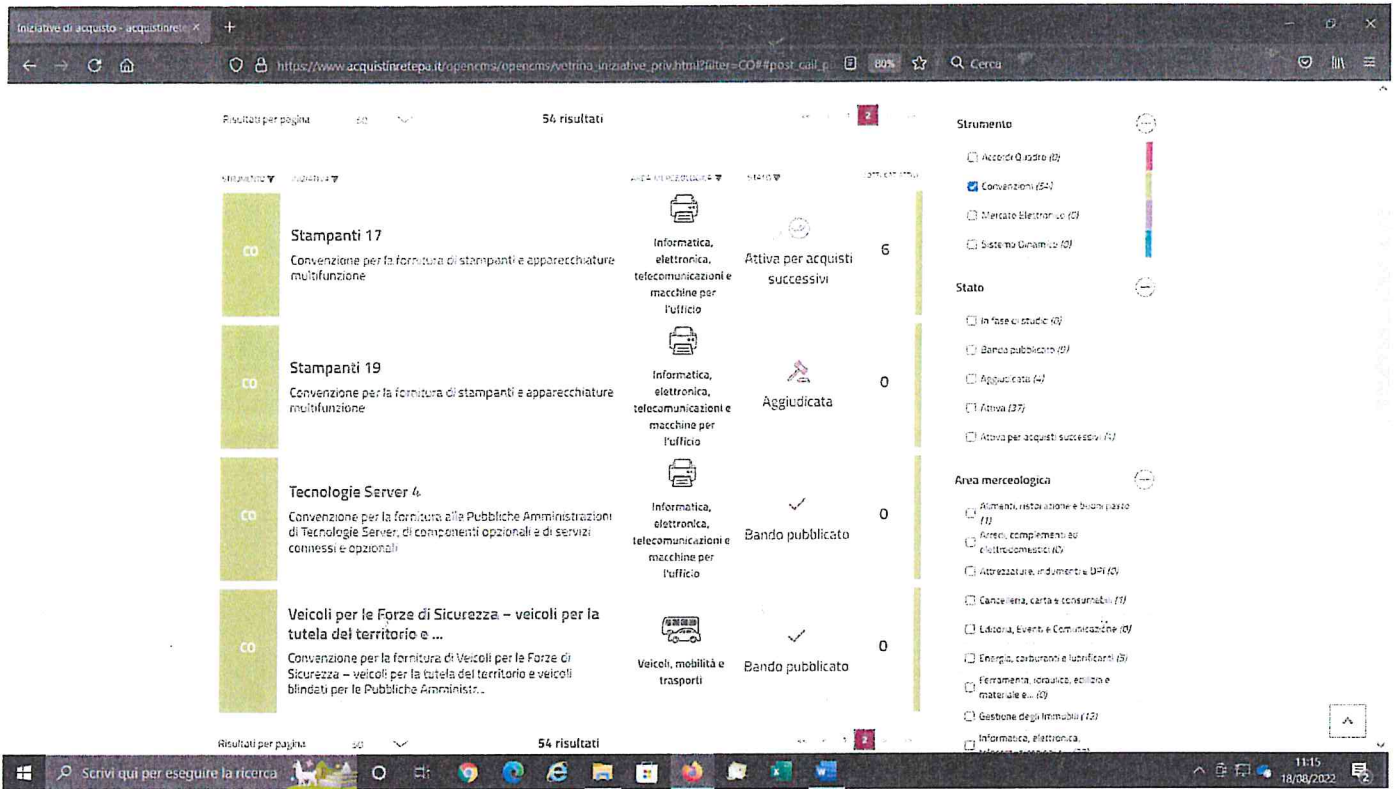 Iniziative di acquisto - acquistinrete
https://www.acquistinretepa.it/opencms/opencms/vetrina_iniziative_priv.html?filter=CO##post_call_p
80%
Cerca
Risultati per pagina
54 risultati
2
STRUMENTO
INIZIATIVA
AREA MERCEOLOGICA
STATO
CO
Stampanti 17
Convenzione per la fornitura di stampanti e apparecchiature
multifunzione
Informatica,
elettronica,
telecomunicazioni e
macchine per
l'ufficio
Attiva per acquisti
successivi
6
CO
Stampanti 19
Convenzione per la fornitura di stampanti e apparecchiature
multifunzione
Informatica,
elettronica,
telecomunicazioni e
macchine per
l'ufficio
Aggiudicata
0
CO
Tecnologie Server 4
Convenzione per la fornitura alle Pubbliche Amministrazioni
di Tecnologie Server, di componenti opzionali e di servizi
connessi e opzionali
Informatica,
elettronica,
telecomunicazioni e
macchine per
l'ufficio
Bando pubblicato
0
CO
Veicoli per le Forze di Sicurezza – veicoli per la
tutela del territorio e ...
Convenzione per la fornitura di Veicoli per le Forze di
Sicurezza – veicoli per la tutela del territorio e veicoli
blindati per le Pubbliche Amministr...
Veicoli, mobilità e
trasporti
Bando pubblicato
0
Risultati per pagina
54 risultati
2
Strumento
Accordi Quadro (0)
Convenzioni (54)
Mercato Elettronico (0)
Sistema Dinamico (0)
Stato
In fase di studio (0)
Bando pubblicato
Aggiudicata (4)
Attiva (37)
Attiva per acquisti successivi
Area merceologica
Alimenti, ristorazione e buoni pasto
(1)
Arredi, complementi ed
elettrodomestici (0)
Attrezzature, indumenti e DPI (0)
Cancelleria, carta e consumabili (1)
Editoria, Eventi e Comunicazione (0)
Energia, carburanti e lubrificanti
Ferramenta, idraulica, edilizia e
materiale e... (0)
Gestione degli Immobili
Informatica, elettronica,
Scrivi qui per eseguire la ricerca
11:15
18/08/2022